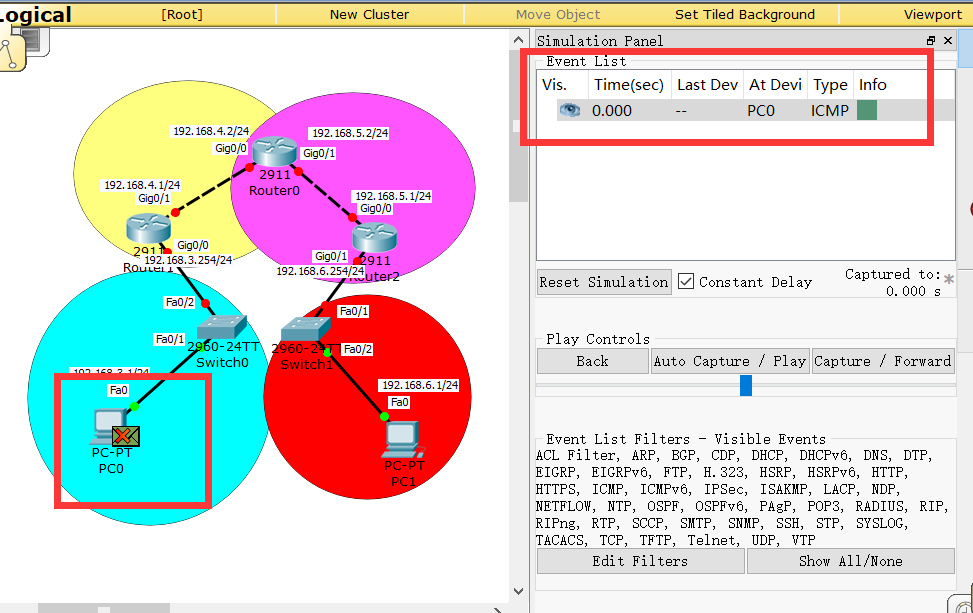 Logical [Root] New Cluster Move Object Set Tiled Background Viewport
Simulation Panel
Event List
Vis. Time(sec) Last Dev At Devi Type Info
0.000 -- PC0 ICMP
Reset Simulation Constant Delay Captured to:
0.000 s
Play Controls
Back Auto Capture / Play Capture / Forward
Event List Filters - Visible Events
ACL Filter, ARP, BGP, CDP, DHCP, DHCPv6, DNS, DTP,
EIGRP, EIGRPv6, FTP, H.323, HSRP, HSRPv6, HTTP,
HTTPS, ICMP, ICMPv6, IPSec, ISAKMP, LACP, NDP,
NETFLOW, NTP, OSPF, OSPFv6, PAgP, POP3, RADIUS, RIP,
RIPng, RTP, SCCP, SMTP, SNMP, SSH, STP, SYSLOG,
TACACS, TCP, TFTP, Telnet, UDP, VTP
Edit Filters Show All/None
192.168.4.2/24 192.168.5.2/24
Gig0/0 Gig0/1
2911
Router0
192.168.4.1/24 192.168.5.1/24
Gig0/1 Gig0/0
2911 Gig0/0 Gig0/1 2911
Router1 192.168.3.254/24 192.168.6.254/24 Router2
Fa0/2 Fa0/1
Fa0/1 2960-24TT 2960-24TT Fa0/2
Switch0 Switch1
192.168.3.1/24 192.168.6.1/24
Fa0 Fa0
PC-PT PC-PT
PC0 PC1